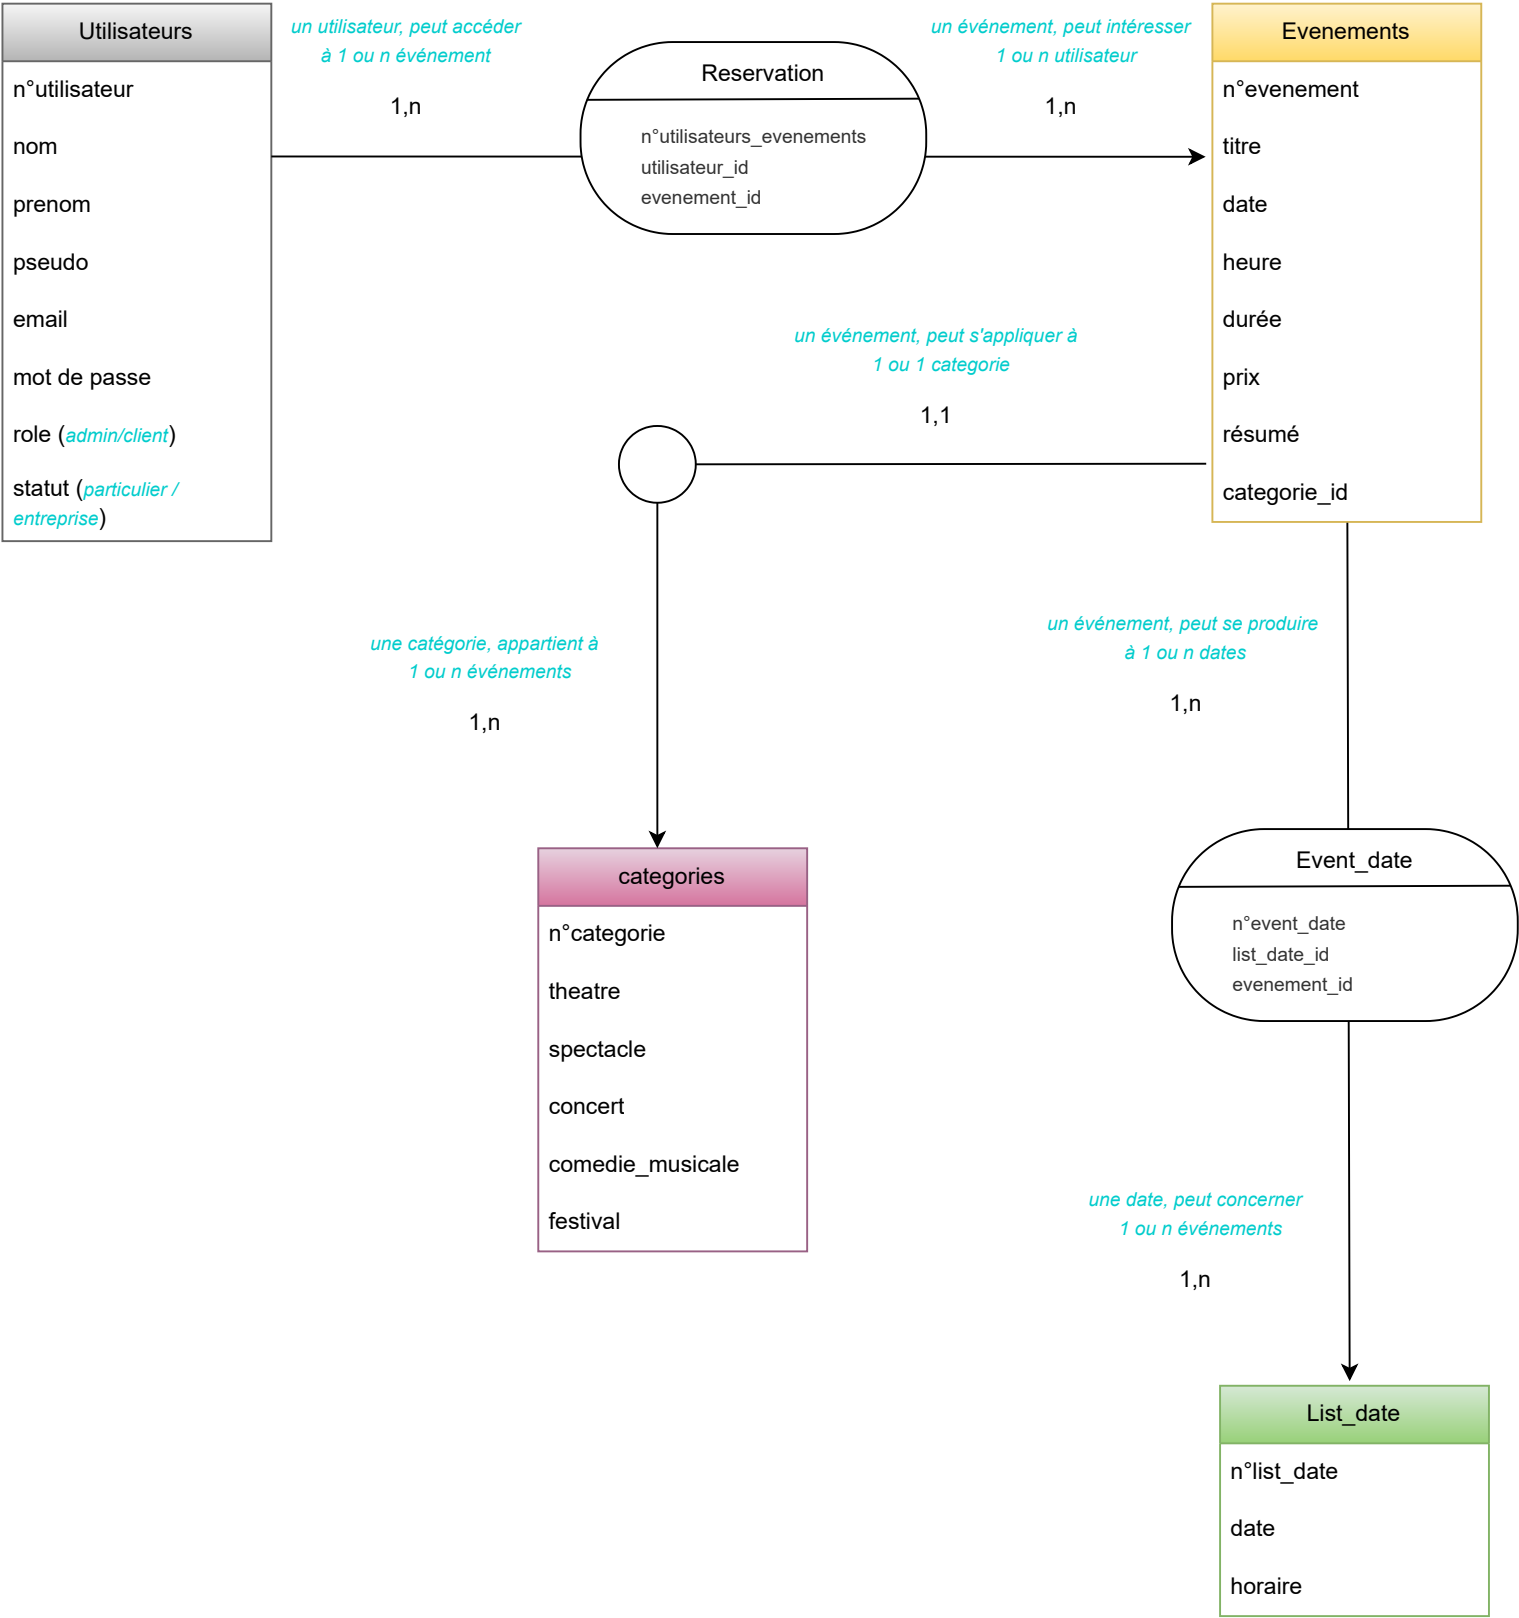 Utilisateurs
n°utilisateur
nom
prenom
pseudo
email
mot de passe
role (admin/client)
statut (particulier /
entreprise)
un utilisateur, peut accéder
à 1 ou n événement
1,n
Reservation
n°utilisateurs_evenements
utilisateur_id
evenement_id
un événement, peut intéresser
1 ou n utilisateur
1,n
Evenements
n°evenement
titre
date
heure
durée
prix
résumé
categorie_id
un événement, peut s'appliquer à
1 ou 1 categorie
1,1
une catégorie, appartient à
1 ou n événements
1,n
categories
n°categorie
theatre
spectacle
concert
comedie_musicale
festival
un événement, peut se produire
à 1 ou n dates
1,n
Event_date
n°event_date
list_date_id
evenement_id
une date, peut concerner
1 ou n événements
1,n
List_date
n°list_date
date
horaire